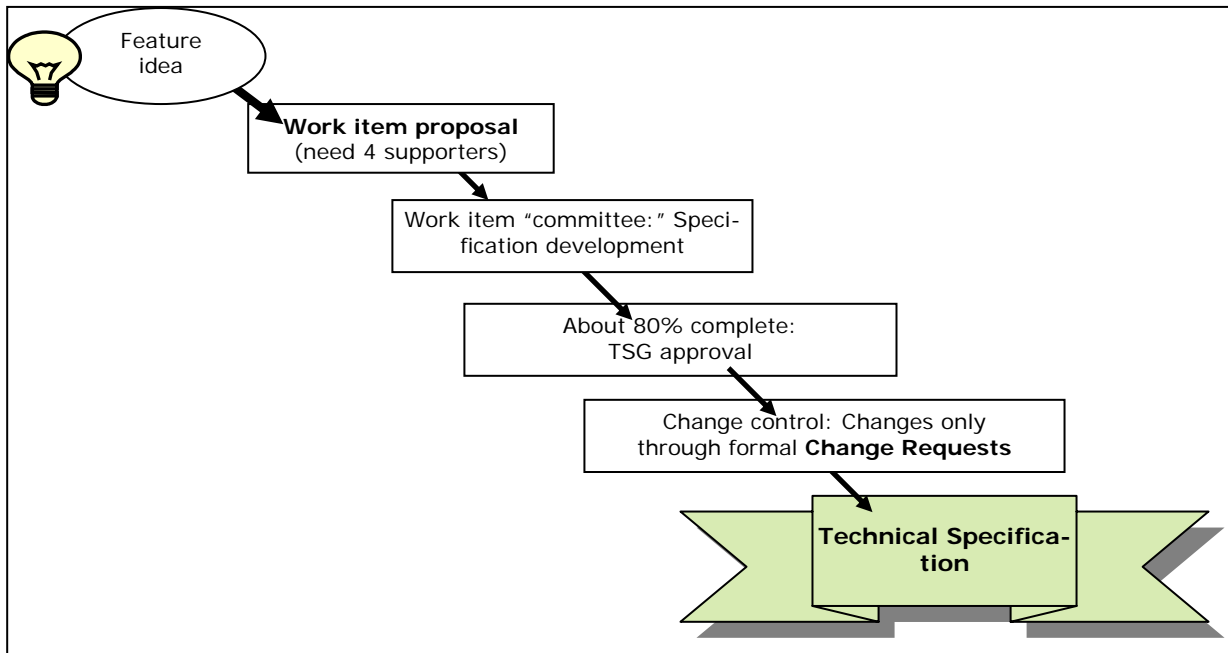 Feature
idea
Work item proposal
(need 4 supporters)
Work item “committee:” Speci-
fication development
About 80% complete:
TSG approval
Change control: Changes only
through formal Change Requests
Technical Specifica-
tion